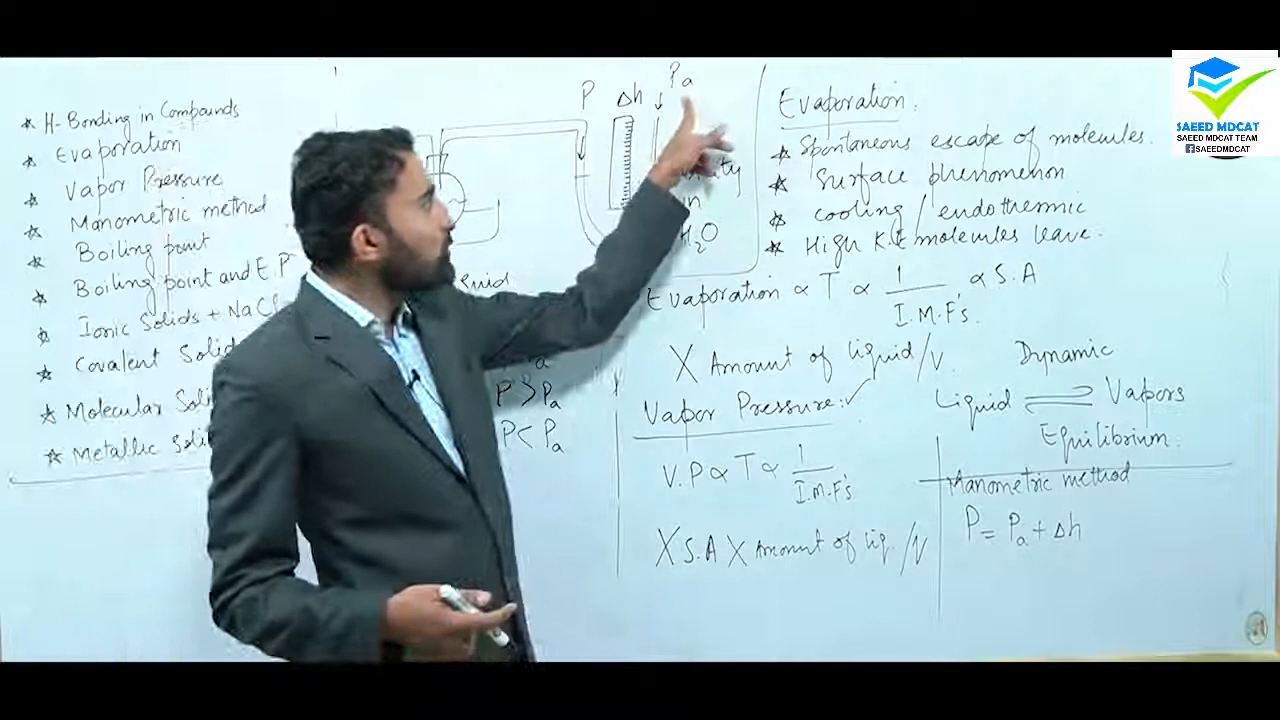 ★ H-Bonding in Compounds
★ Evaporation
★ Vapor Pressure
★ Manometric method
★ Boiling point
★ Boiling point and E.P
★ Ionic Solids + NaCl
★ Covalent Solid
★ Molecular Soli
★ Metallic Soli
P Δh Pa
in
H₂O
P > Pa
P < Pa
Evaporation.
★ Spontaneous escape of molecules.
★ Surface phenomenon
★ cooling / endothermic
★ High K.E molecules leave.
Evaporation ∝ T ∝ 1/I.M.F's ∝ S.A
X Amount of liquid/V.
Vapor Pressure:✓
V.P ∝ T ∝ 1/I.M.F's
X S.A X Amount of liq./V
Dynamic
Liquid ⇌ Vapors
Equilibrium.
Manometric method
P = Pa + Δh
SAEED MDCAT
SAEED MDCAT TEAM
SAEEDMDCAT